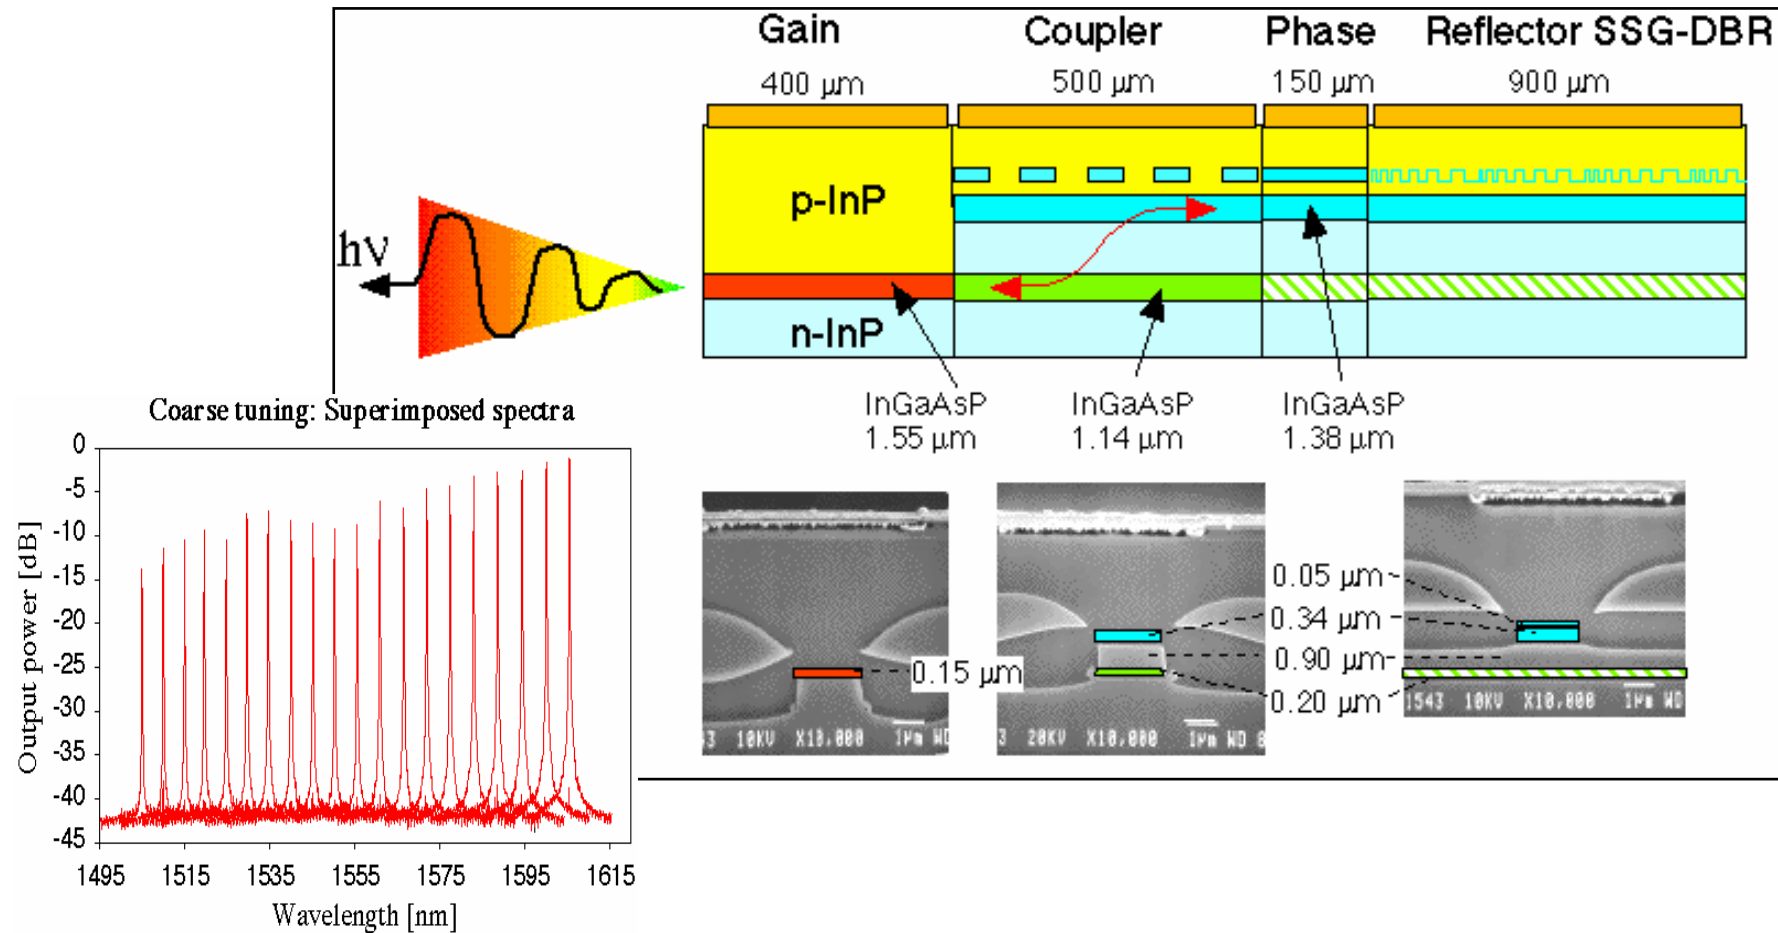 Gain Coupler Phase Reflector SSG-DBR
400 µm 500 µm 150 µm 900 µm
p-InP
hν
n-InP
InGaAsP InGaAsP InGaAsP
1.55 µm 1.14 µm 1.38 µm
Coarse tuning: Superimposed spectra
0
-5
-10
-15
-20
-25
-30
-35
-40
-45
Output power [dB]
1495 1515 1535 1555 1575 1595 1615
Wavelength [nm]
0.15 µm
0.05 µm
0.34 µm
0.90 µm
0.20 µm
10KV X10,000 1µm WD
3 20KV X10,000 1µm WD
1543 10KV X10,000 1µm WD